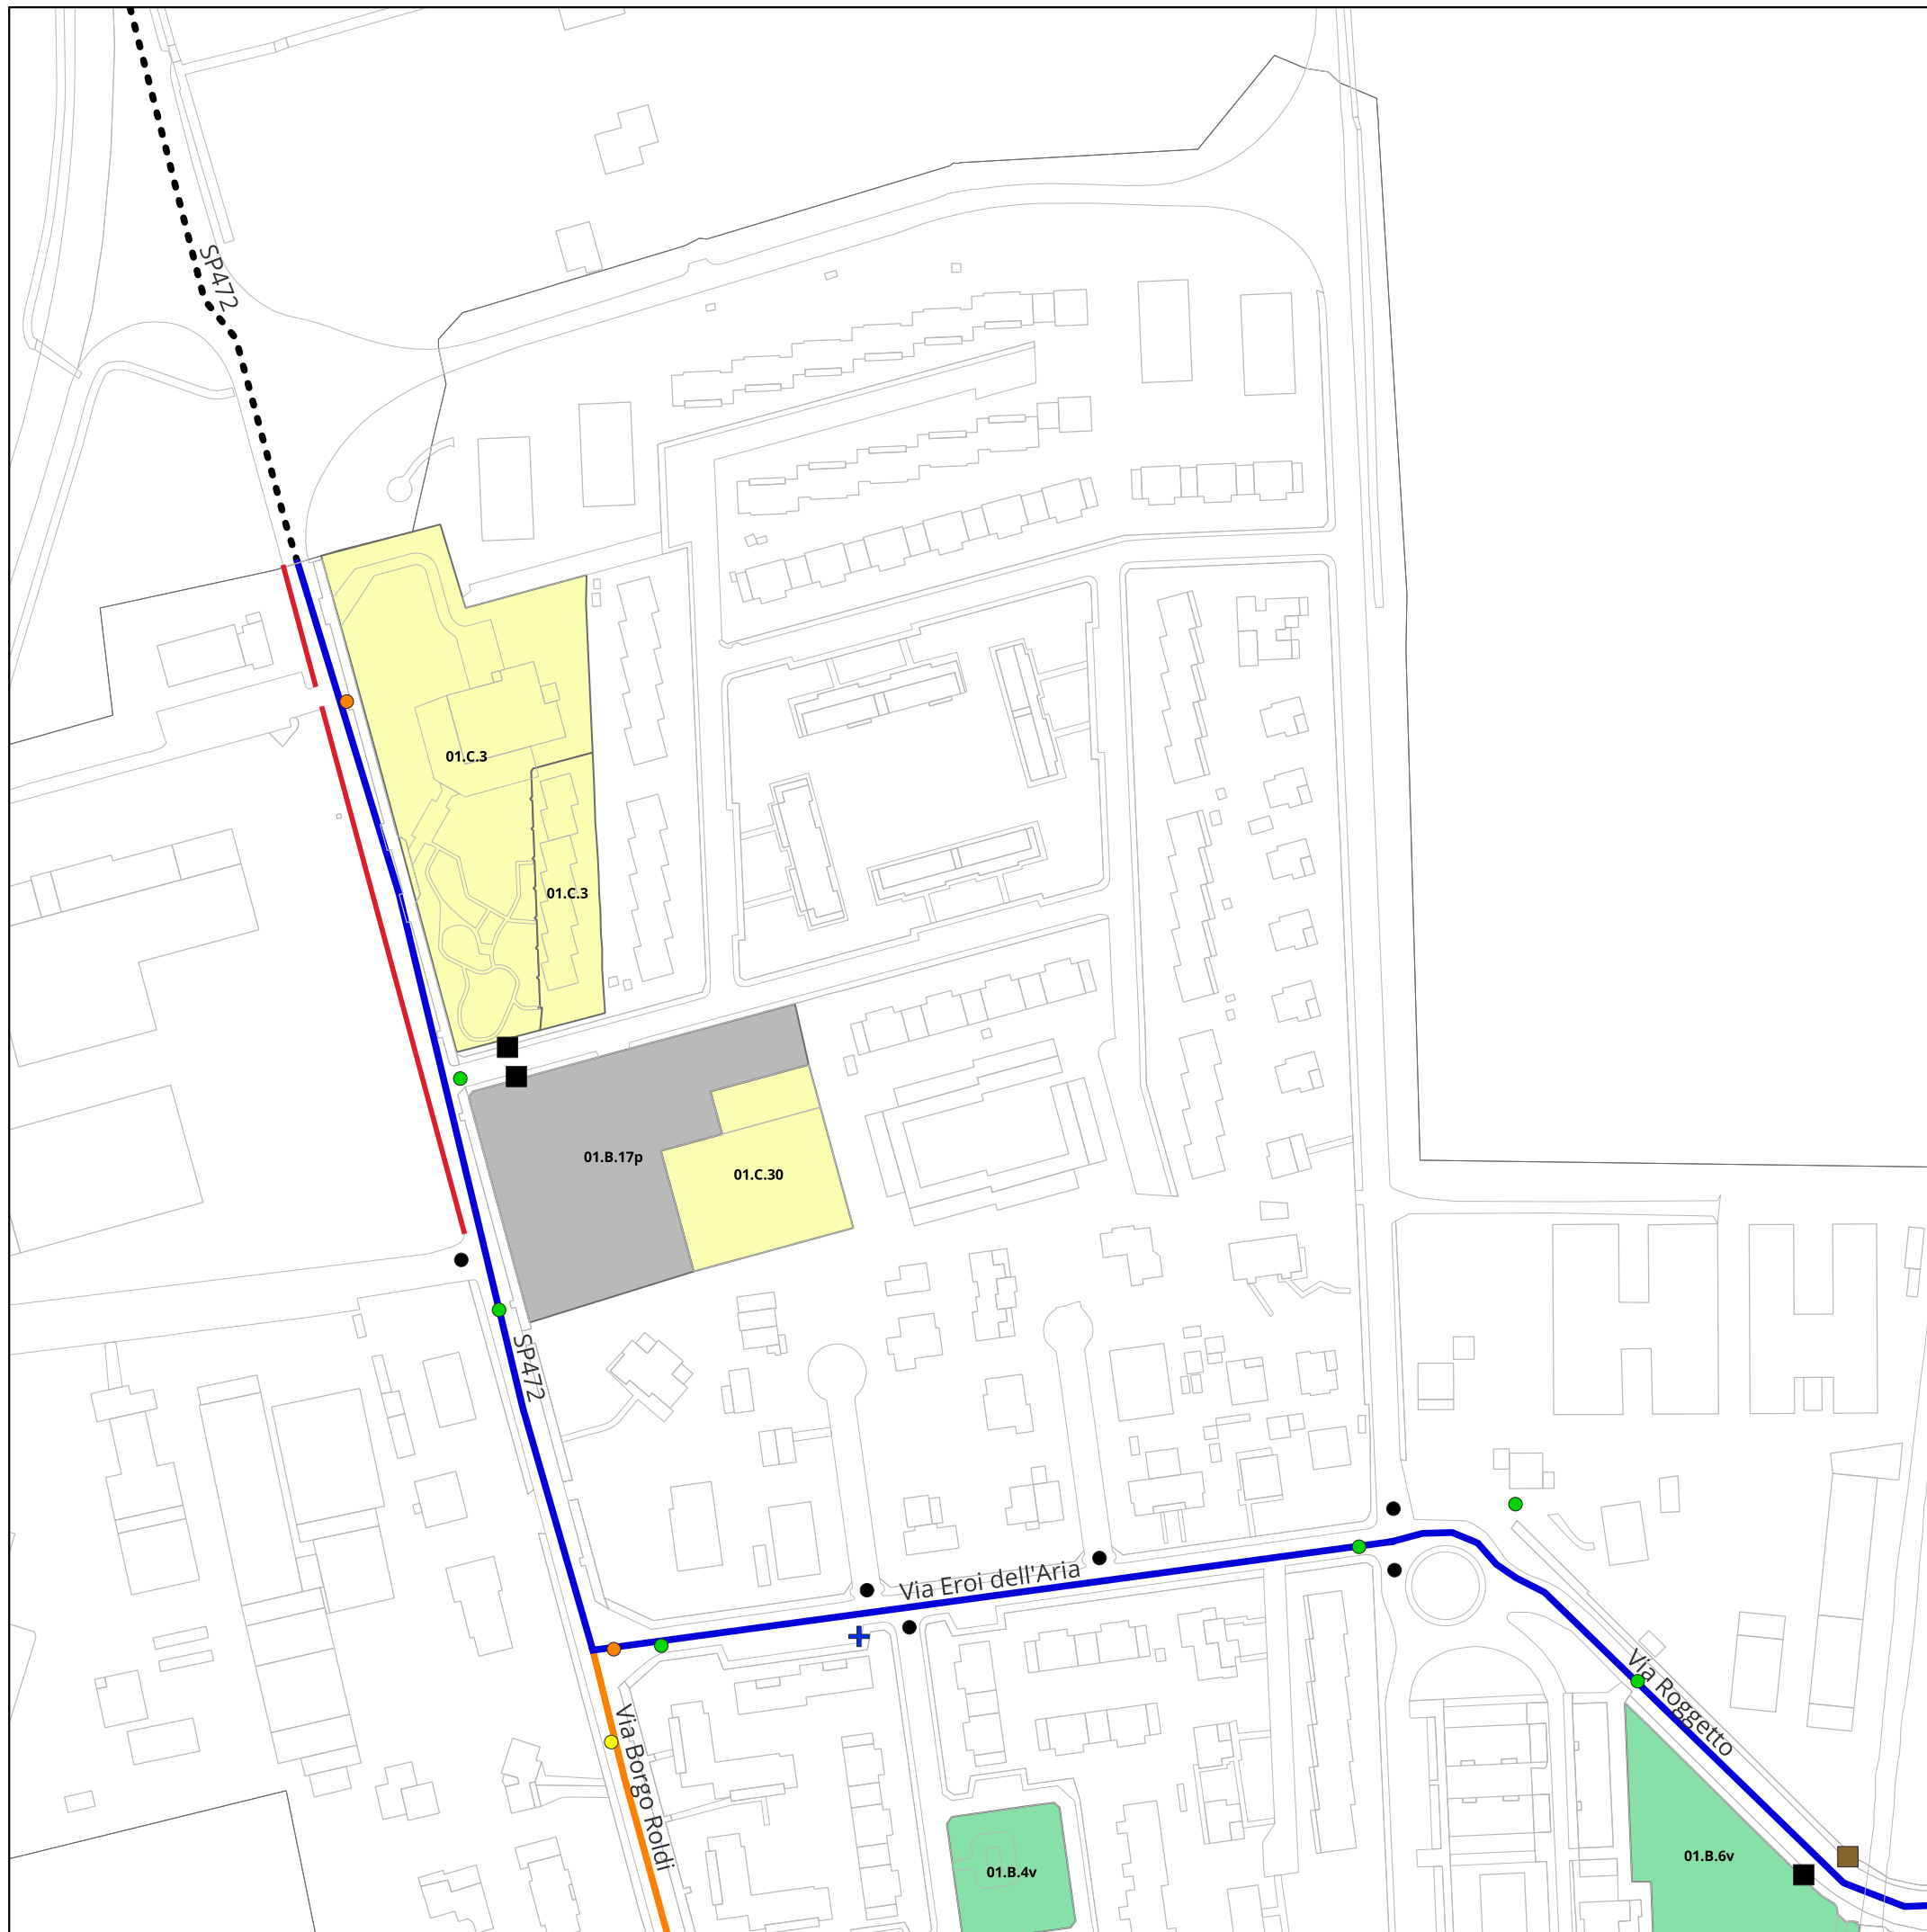 SP472
01.C.3
01.C.3
01.B.17p
01.C.30
SP472
Via Eroi dell'Aria
Via Roggetto
Via Borgo Roldi
01.B.4v
01.B.6v